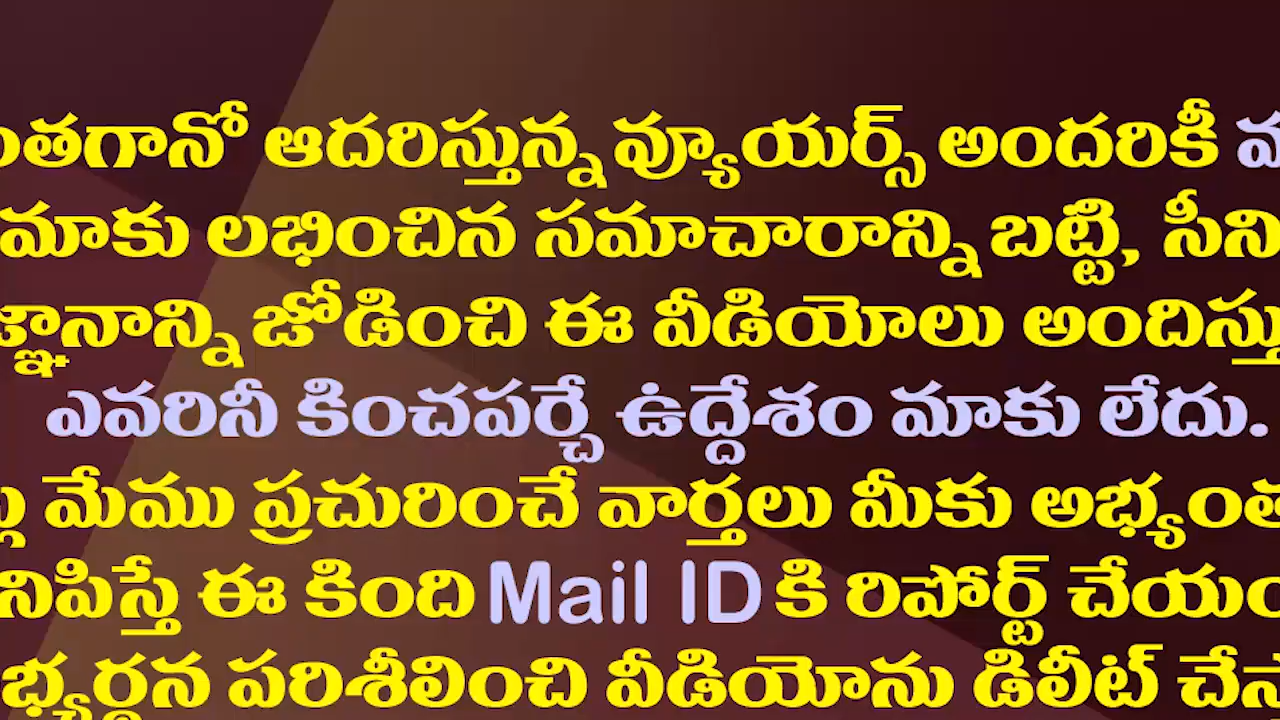 ంతగానో ఆదరిస్తున్న వ్యూయర్స్ అందరికీ
మాకు లభించిన సమాచారాన్ని బట్టి, సీని
జ్ఞానాన్ని జోడించి ఈ వీడియోలు అందిస్తు
ఎవరినీ కించపర్చే ఉద్దేశం మాకు లేదు.
మేము ప్రచురించే వార్తలు మీకు అభ్యంత
నిపిస్తే ఈ కింది Mail ID కి రిపోర్ట్ చేయం
భ్యర్థన పరిశీలించి వీడియోను డిలీట్ చేస